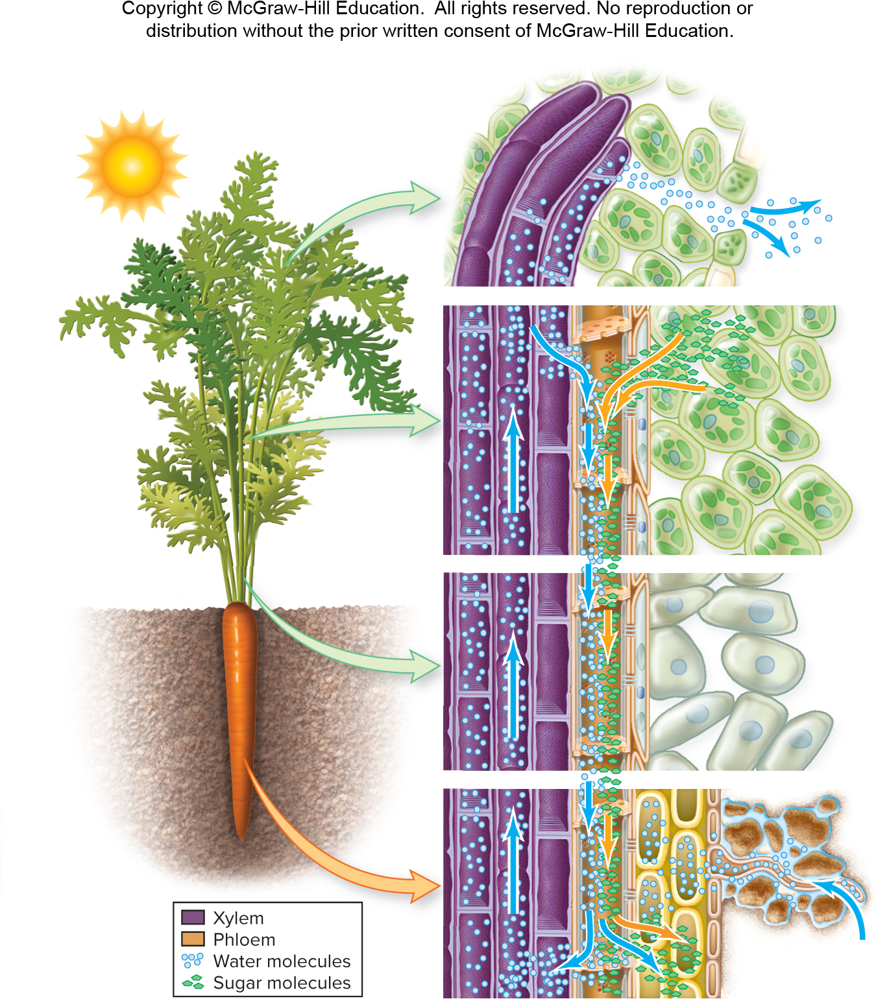 Copyright © McGraw-Hill Education.  All rights reserved. No reproduction or
distribution without the prior written consent of McGraw-Hill Education.
Xylem
Phloem
Water molecules
Sugar molecules